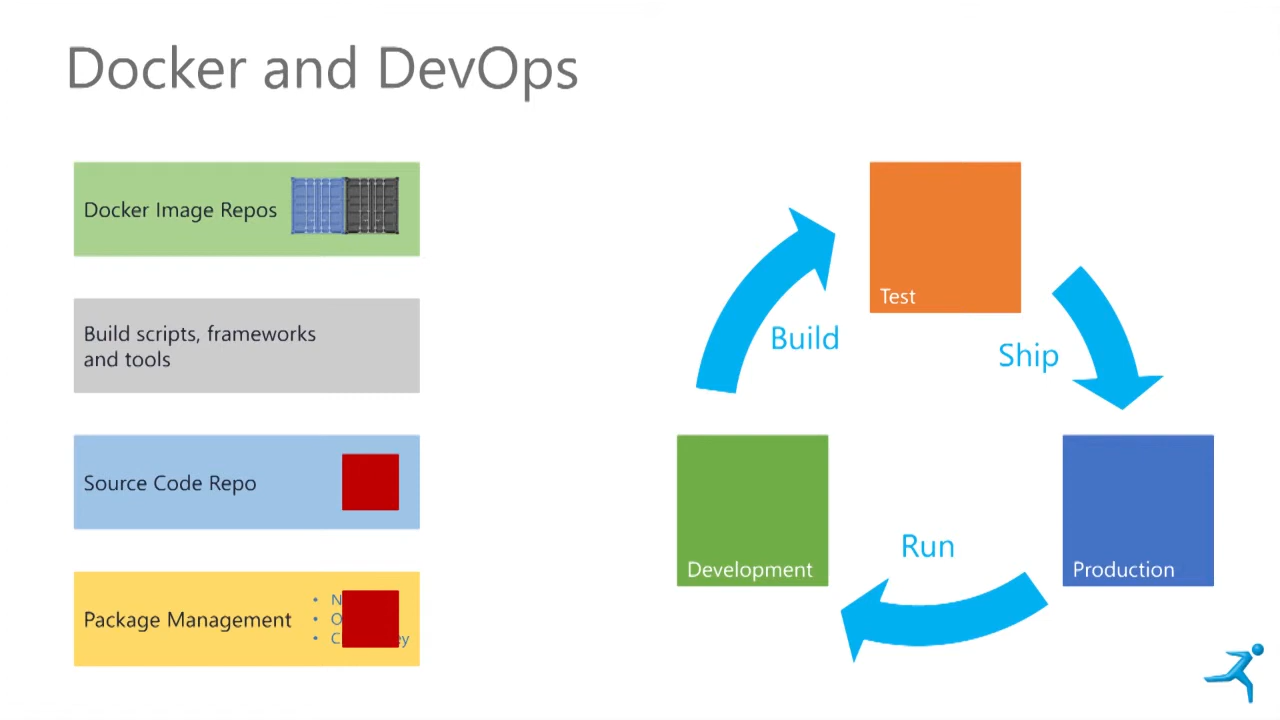 Docker and DevOps
Docker Image Repos
Build scripts, frameworks
and tools
Source Code Repo
Package Management
Test
Build
Ship
Development
Run
Production